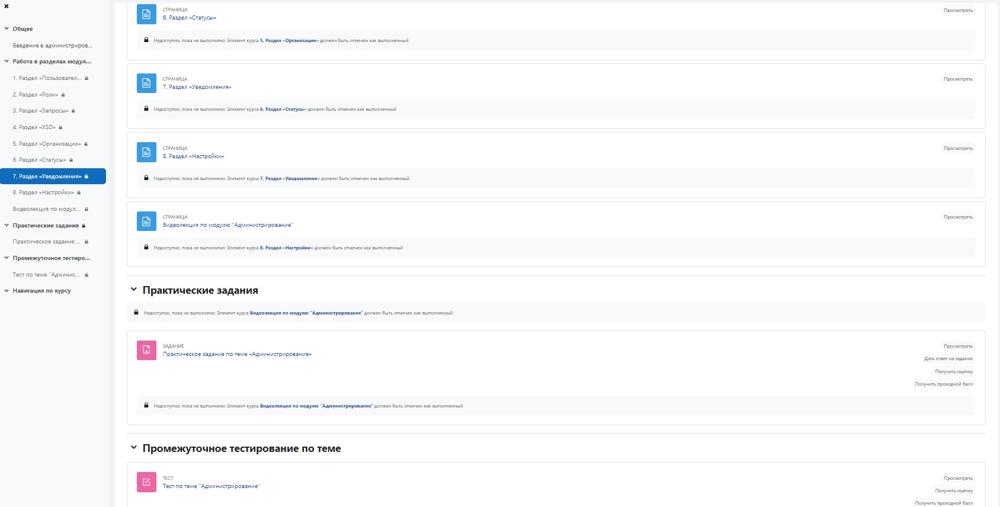 Общее
Введение в администриров...
Работа в разделах модул...
1. Раздел «Пользовател...
2. Раздел «Роли»
3. Раздел «Запросы»
4. Раздел «XSD»
5. Раздел «Организации»
6. Раздел «Статусы»
7. Раздел «Уведомления»
8. Раздел «Настройки»
Видеолекция по модул...
Практические задания
Практическое задание ...
Промежуточное тестиро...
Тест по теме "Админис...
Навигация по курсу
СТРАНИЦА
6. Раздел «Статусы»
Просмотреть
Недоступно, пока не выполнено: Элемент курса 5. Раздел «Организации» должен быть отмечен как выполненный
СТРАНИЦА
7. Раздел «Уведомления»
Просмотреть
Недоступно, пока не выполнено: Элемент курса 6. Раздел «Статусы» должен быть отмечен как выполненный
СТРАНИЦА
8. Раздел «Настройки»
Просмотреть
Недоступно, пока не выполнено: Элемент курса 7. Раздел «Уведомления» должен быть отмечен как выполненный
СТРАНИЦА
Видеолекция по модулю "Администрирование"
Просмотреть
Недоступно, пока не выполнено: Элемент курса 8. Раздел «Настройки» должен быть отмечен как выполненный
Практические задания
Недоступно, пока не выполнено: Элемент курса Видеолекция по модулю "Администрирование" должен быть отмечен как выполненный
ЗАДАНИЕ
Практическое задание по теме «Администрирование»
Просмотреть
Дать ответ на задание
Получить оценку
Получить проходной балл
Недоступно, пока не выполнено: Элемент курса Видеолекция по модулю "Администрирование" должен быть отмечен как выполненный
Промежуточное тестирование по теме
ТЕСТ
Тест по теме "Администрирование"
Просмотреть
Получить оценку
Получить проходной балл